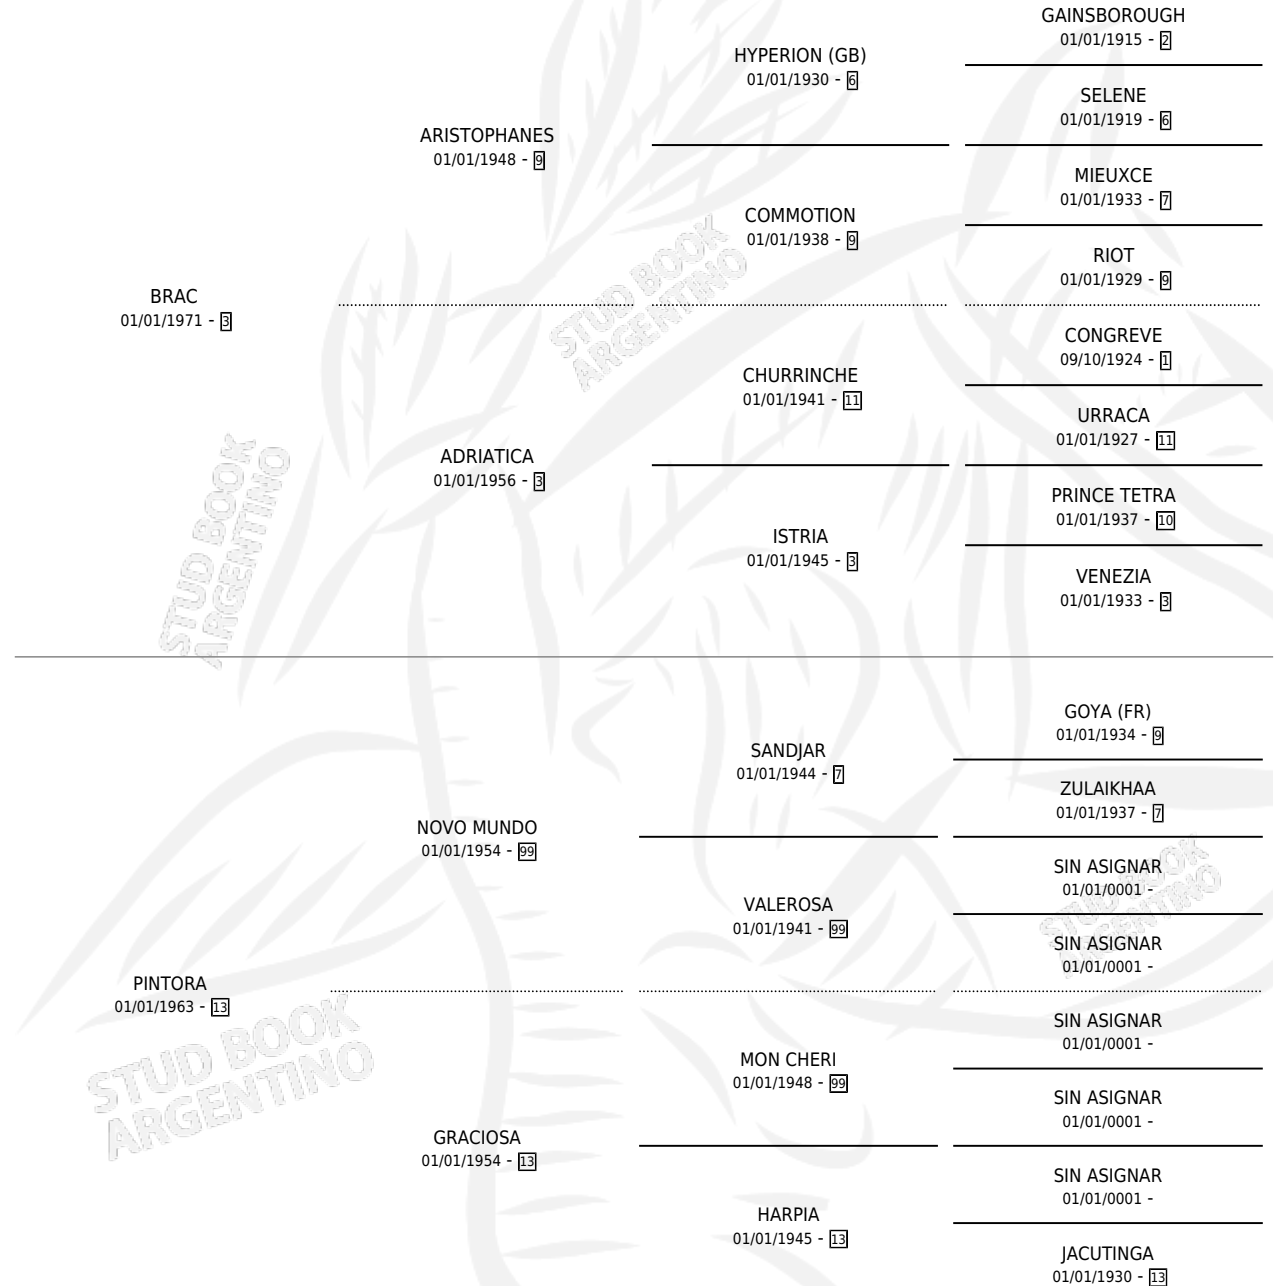 GAINSBOROUGH
01/01/1915 - 2
HYPERION (GB)
01/01/1930 - 6
SELENE
01/01/1919 - 6
ARISTOPHANES
01/01/1948 - 9
MIEUXCE
01/01/1933 - 7
COMMOTION
01/01/1938 - 9
RIOT
01/01/1929 - 9
BRAC
01/01/1971 - 3
CONGREVE
09/10/1924 - 1
CHURRINCHE
01/01/1941 - 11
URRACA
01/01/1927 - 11
ADRIATICA
01/01/1956 - 3
PRINCE TETRA
01/01/1937 - 10
ISTRIA
01/01/1945 - 3
VENEZIA
01/01/1933 - 3
GOYA (FR)
01/01/1934 - 9
SANDJAR
01/01/1944 - 7
ZULAIKHAA
01/01/1937 - 7
NOVO MUNDO
01/01/1954 - 99
SIN ASIGNAR
01/01/0001 -
VALEROSA
01/01/1941 - 99
SIN ASIGNAR
01/01/0001 -
PINTORA
01/01/1963 - 13
SIN ASIGNAR
01/01/0001 -
MON CHERI
01/01/1948 - 99
SIN ASIGNAR
01/01/0001 -
GRACIOSA
01/01/1954 - 13
SIN ASIGNAR
01/01/0001 -
HARPIA
01/01/1945 - 13
JACUTINGA
01/01/1930 - 13
STUD BOOK
ARGENTINO
STUD BOOK
ARGENTINO
STUD BOOK
ARGENTINO
STUD BOOK
ARGENTINO